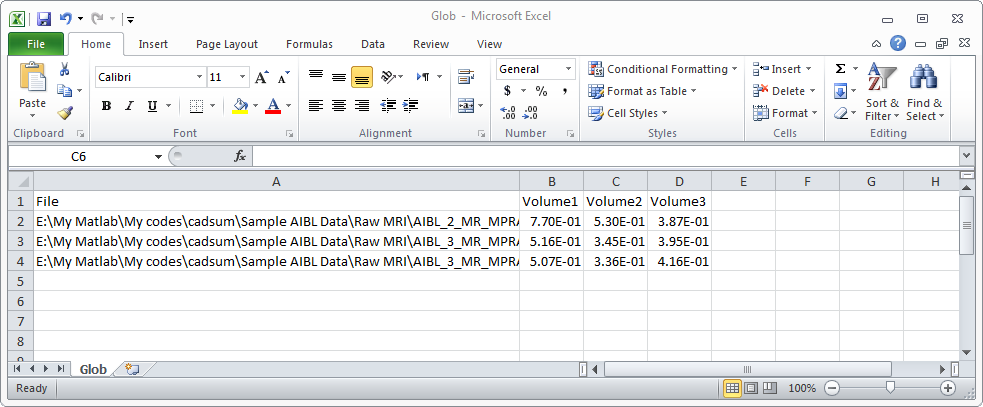 Glob - Microsoft Excel
File Home Insert Page Layout Formulas Data Review View
Calibri 11 General Conditional Formatting Insert Σ
Paste B I U A $ % , Format as Table Delete Sort & Filter Find & Select
Cell Styles Format
Clipboard Font Alignment Number Styles Cells Editing
C6 fx
A B C D E F G H
1 File Volume1 Volume2 Volume3
2 E:\My Matlab\My codes\cadsum\Sample AIBL Data\Raw MRI\AIBL_2_MR_MPRA 7.70E-01 5.30E-01 3.87E-01
3 E:\My Matlab\My codes\cadsum\Sample AIBL Data\Raw MRI\AIBL_3_MR_MPRA 5.16E-01 3.45E-01 3.95E-01
4 E:\My Matlab\My codes\cadsum\Sample AIBL Data\Raw MRI\AIBL_3_MR_MPRA 5.07E-01 3.36E-01 4.16E-01
5
6
7
8
9
Glob
Ready 100%